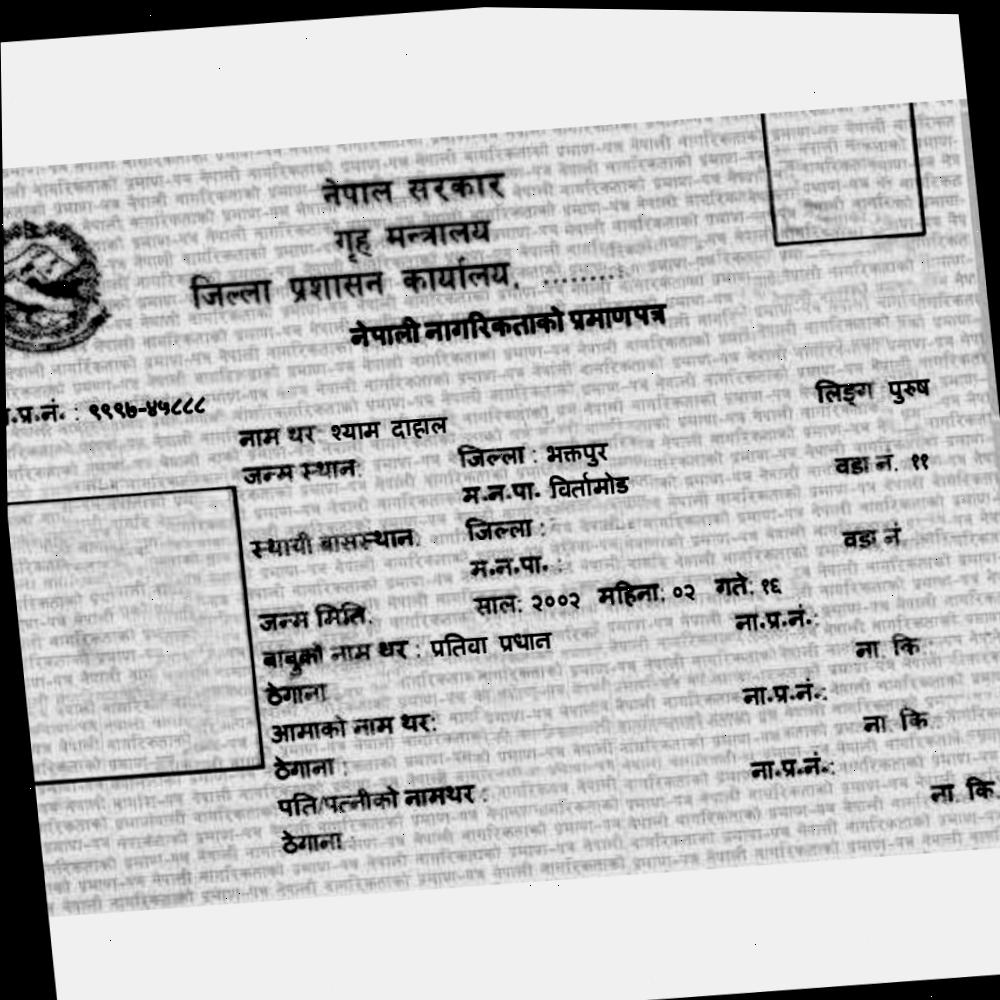 नेपाल सरकार
गृह मन्त्रालय
जिल्ला प्रशासन कार्यालय, .........
नेपाली नागरिकताको प्रमाणपत्र
.प्र.नं. : ९९९७-४५८८८
लिङ्ग पुरुष
नाम थर श्याम दाहाल
जन्म स्थान: जिल्ला : भक्तपुर वडा नं. ११
म.न.पा. विर्तामोड
स्थायी बासस्थान: जिल्ला : वडा नं
म.न.पा. :
जन्म मिति: साल: २००२ महिना: ०२ गते: १६
बाबुको नाम थर : प्रतिवा प्रधान ना.प्र.नं.:
ठेगाना ना कि
आमाको नाम थर: ना.प्र.नं.:
ठेगाना : ना कि
पति/पत्नीको नामथर : ना.प्र.नं.:
ठेगाना : ना कि